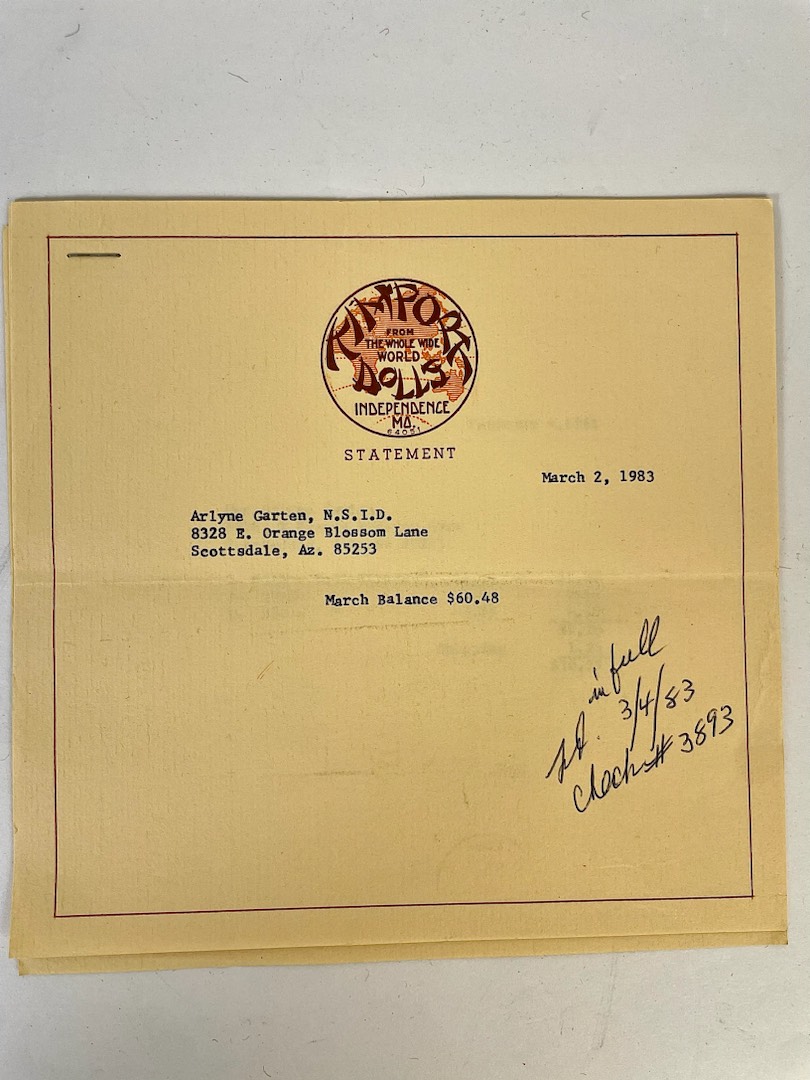 KIMPORT
FROM
THE WHOLE WIDE
WORLD
DOLLS
INDEPENDENCE
MO.
64051
STATEMENT
March 2, 1983
Arlyne Garten, N.S.I.D.
8328 E. Orange Blossom Lane
Scottsdale, Az. 85253
March Balance $60.48
in full
pd. 3/4/83
Check # 3893